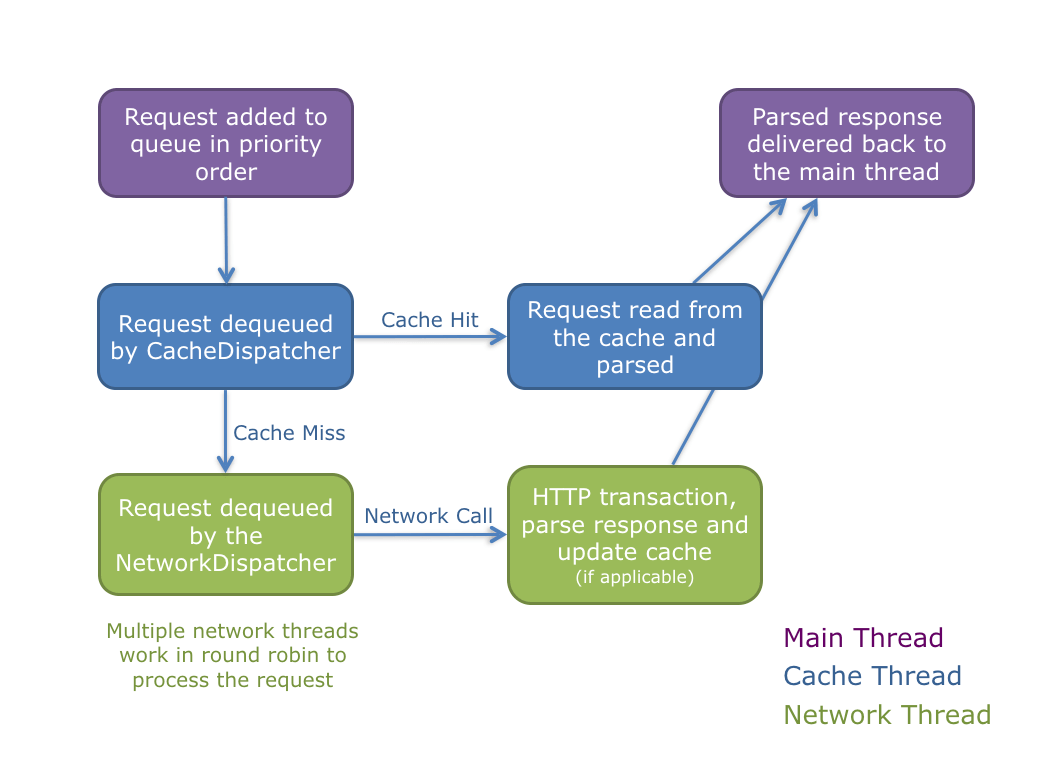 Request added to
queue in priority
order
Parsed response
delivered back to
the main thread
Request dequeued
by CacheDispatcher
Cache Hit
Request read from
the cache and
parsed
Cache Miss
Request dequeued
by the
NetworkDispatcher
Network Call
HTTP transaction,
parse response and
update cache
(if applicable)
Multiple network threads
work in round robin to
process the request
Main Thread
Cache Thread
Network Thread